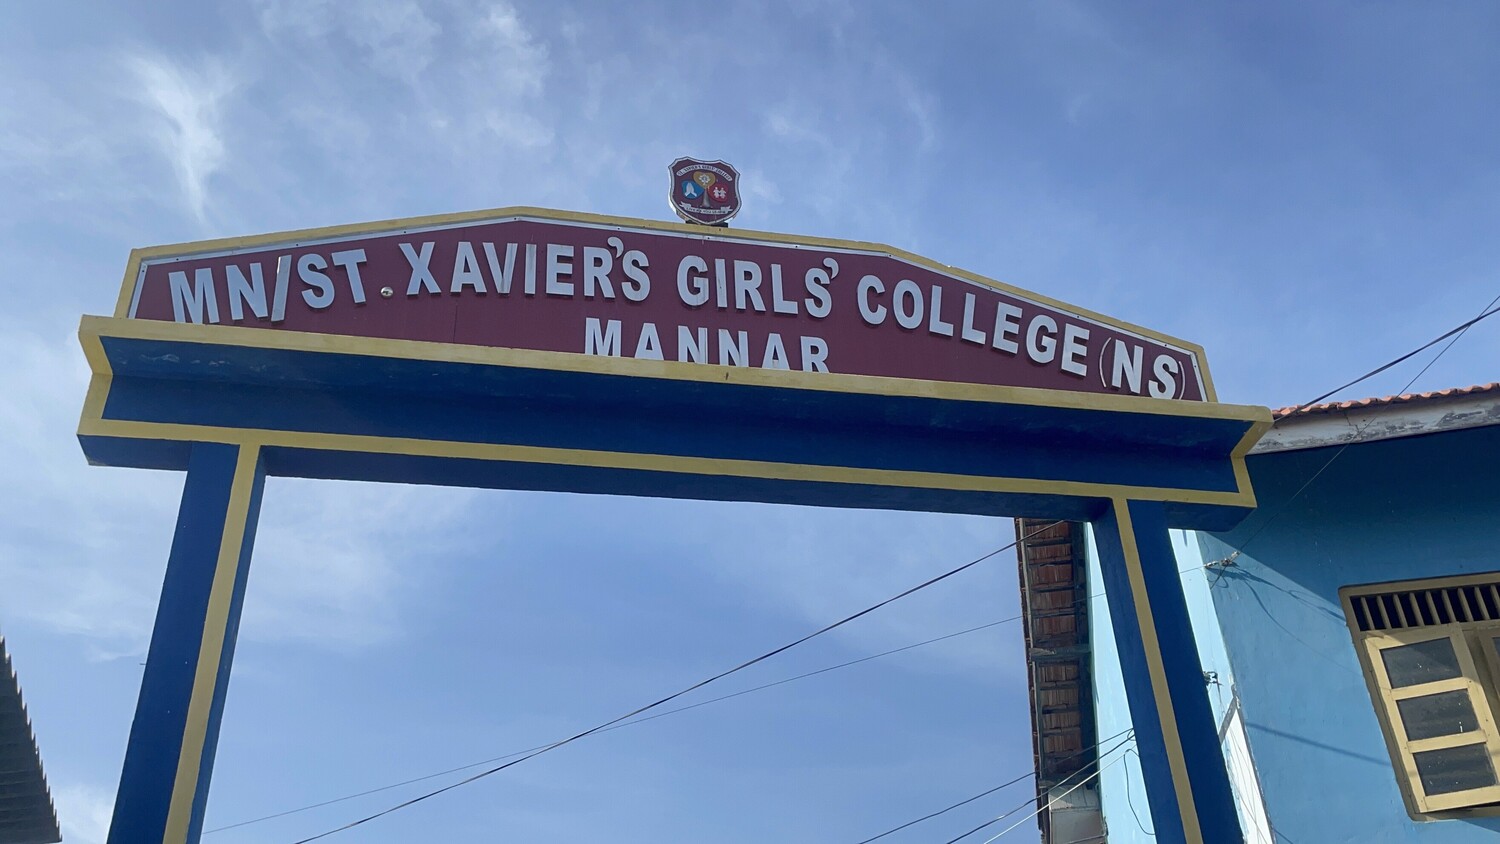 MN/ST. XAVIER'S GIRLS' COLLEGE (NS)
MANNAR